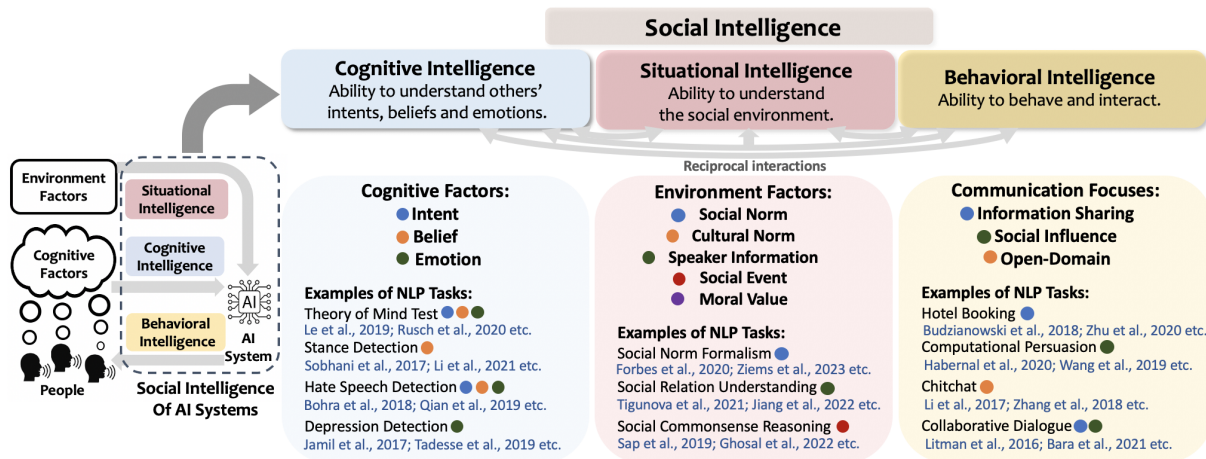 Social Intelligence
Cognitive Intelligence
Ability to understand others'
intents, beliefs and emotions.
Situational Intelligence
Ability to understand
the social environment.
Behavioral Intelligence
Ability to behave and interact.
Reciprocal interactions
Environment
Factors
Situational
Intelligence
Cognitive
Factors
Cognitive
Intelligence
AI
Behavioral
Intelligence
AI
System
People
Social Intelligence
Of AI Systems
Cognitive Factors:
Intent
Belief
Emotion
Examples of NLP Tasks:
Theory of Mind Test
Le et al., 2019; Rusch et al., 2020 etc.
Stance Detection
Sobhani et al., 2017; Li et al., 2021 etc.
Hate Speech Detection
Bohra et al., 2018; Qian et al., 2019 etc.
Depression Detection
Jamil et al., 2017; Tadesse et al., 2019 etc.
Environment Factors:
Social Norm
Cultural Norm
Speaker Information
Social Event
Moral Value
Examples of NLP Tasks:
Social Norm Formalism
Forbes et al., 2020; Ziems et al., 2023 etc.
Social Relation Understanding
Tigunova et al., 2021; Jiang et al., 2022 etc.
Social Commonsense Reasoning
Sap et al., 2019; Ghosal et al., 2022 etc.
Communication Focuses:
Information Sharing
Social Influence
Open-Domain
Examples of NLP Tasks:
Hotel Booking
Budzianowski et al., 2018; Zhu et al., 2020 etc.
Computational Persuasion
Habernal et al., 2020; Wang et al., 2019 etc.
Chitchat
Li et al., 2017; Zhang et al., 2018 etc.
Collaborative Dialogue
Litman et al., 2016; Bara et al., 2021 etc.